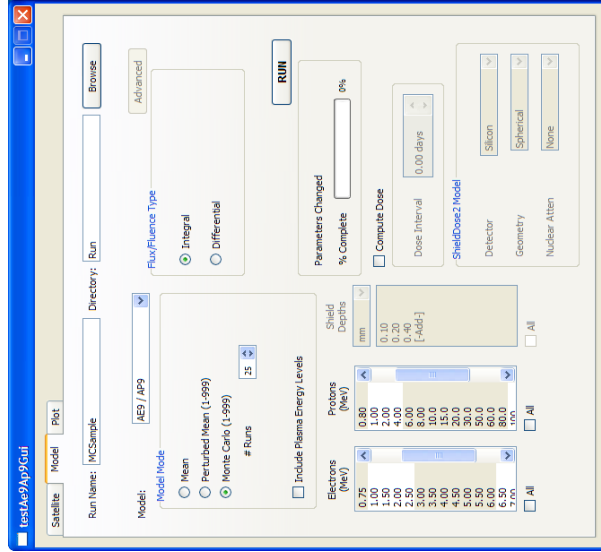 testAe9Ap9Gui
Satellite Model Plot
Run Name: MCSample Directory: Run Browse
Model: AE9 / AP9 Advanced
Model Mode
Mean
Perturbed Mean (1-999)
Monte Carlo (1-999)
# Runs 25
Flux/Fluence Type
Integral
Differential
RUN
Include Plasma Energy Levels
Parameters Changed
% Complete 0%
Electrons
(MeV)
0.75
1.00
1.50
2.00
2.50
3.00
3.50
4.00
4.50
5.00
5.50
6.00
6.50
7.00
All
Protons
(MeV)
0.80
1.00
2.00
4.00
6.00
8.00
10.0
15.0
20.0
30.0
50.0
60.0
80.0
100
All
Shield
Depths
mm
0.10
0.20
0.40
[-Add-]
All
Compute Dose
Dose Interval 0.00 days
ShieldDose2 Model
Detector Silicon
Geometry Spherical
Nuclear Atten None